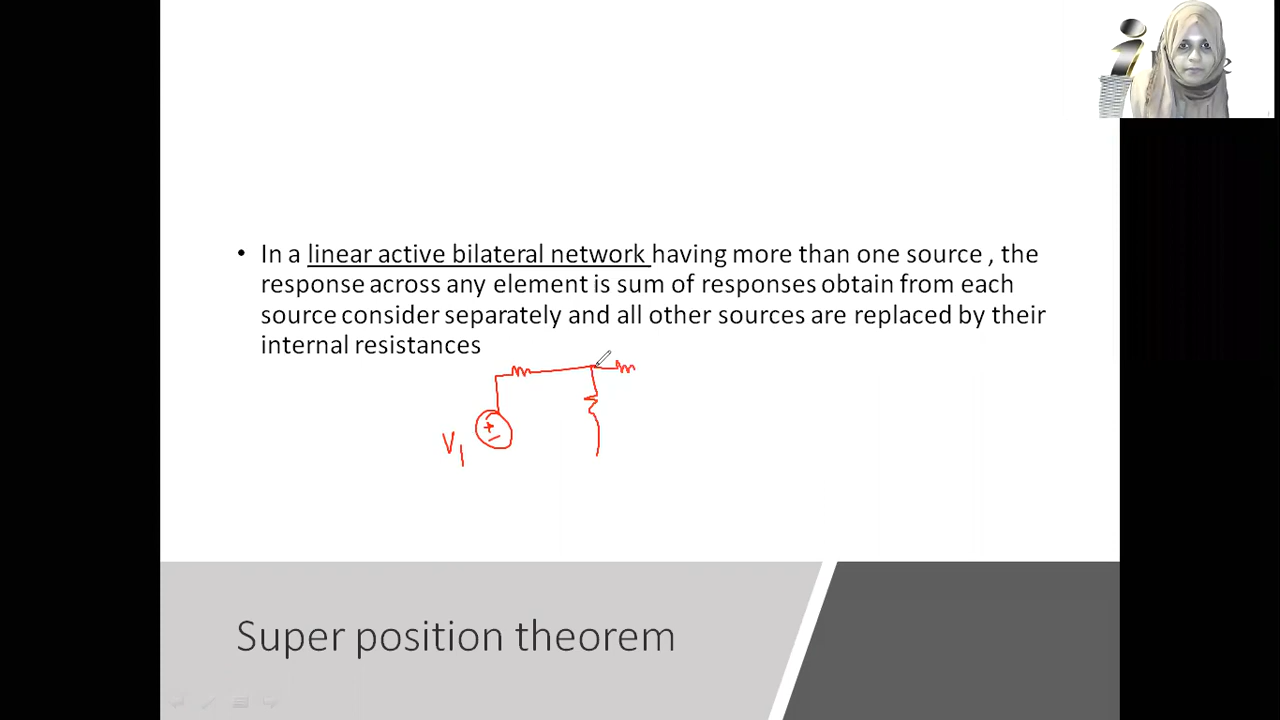 • In a linear active bilateral network having more than one source , the
response across any element is sum of responses obtain from each
source consider separately and all other sources are replaced by their
internal resistances
+
−
V1
Super position theorem